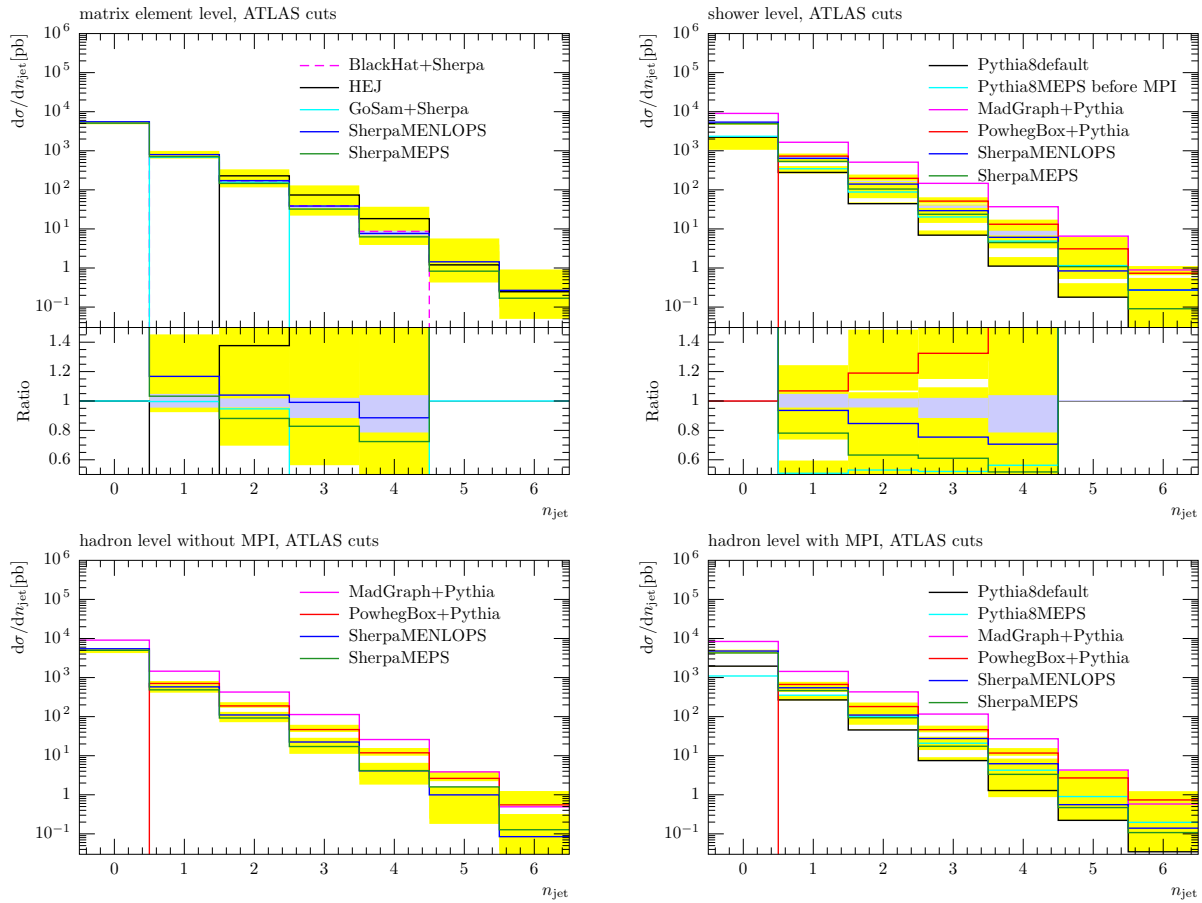 matrix element level, ATLAS cuts
dσ/dn_jet[pb]
10^6
10^5
10^4
10^3
10^2
10^1
1
10^−1
BlackHat+Sherpa
HEJ
GoSam+Sherpa
SherpaMENLOPS
SherpaMEPS
Ratio
1.4
1.2
1.0
0.8
0.6
0 1 2 3 4 5 6
n_jet
shower level, ATLAS cuts
dσ/dn_jet[pb]
10^6
10^5
10^4
10^3
10^2
10^1
1
10^−1
Pythia8default
Pythia8MEPS before MPI
MadGraph+Pythia
PowhegBox+Pythia
SherpaMENLOPS
SherpaMEPS
Ratio
1.4
1.2
1.0
0.8
0.6
0 1 2 3 4 5 6
n_jet
hadron level without MPI, ATLAS cuts
dσ/dn_jet[pb]
10^6
10^5
10^4
10^3
10^2
10^1
1
10^−1
MadGraph+Pythia
PowhegBox+Pythia
SherpaMENLOPS
SherpaMEPS
0 1 2 3 4 5 6
n_jet
hadron level with MPI, ATLAS cuts
dσ/dn_jet[pb]
10^6
10^5
10^4
10^3
10^2
10^1
1
10^−1
Pythia8default
Pythia8MEPS
MadGraph+Pythia
PowhegBox+Pythia
SherpaMENLOPS
SherpaMEPS
0 1 2 3 4 5 6
n_jet